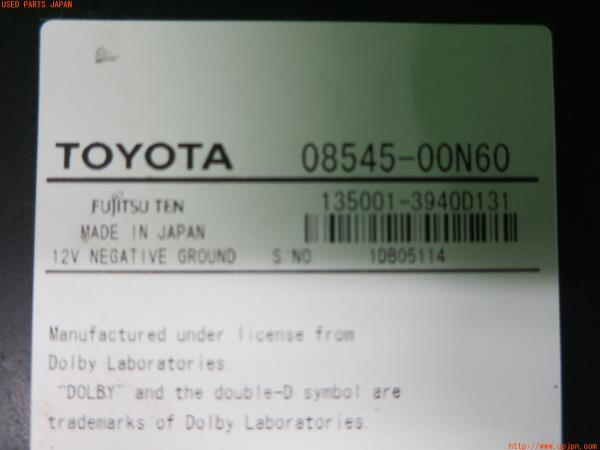 USED PARTS JAPAN
TOYOTA 08545-00N60
FUJITSU TEN 135001-3940D131
MADE IN JAPAN
12V NEGATIVE GROUND S/NO 1DB05114
Manufactured under license from
Dolby Laboratories.
"DOLBY" and the double-D symbol are
trademarks of Dolby Laboratories.
http://www.upjpn.com